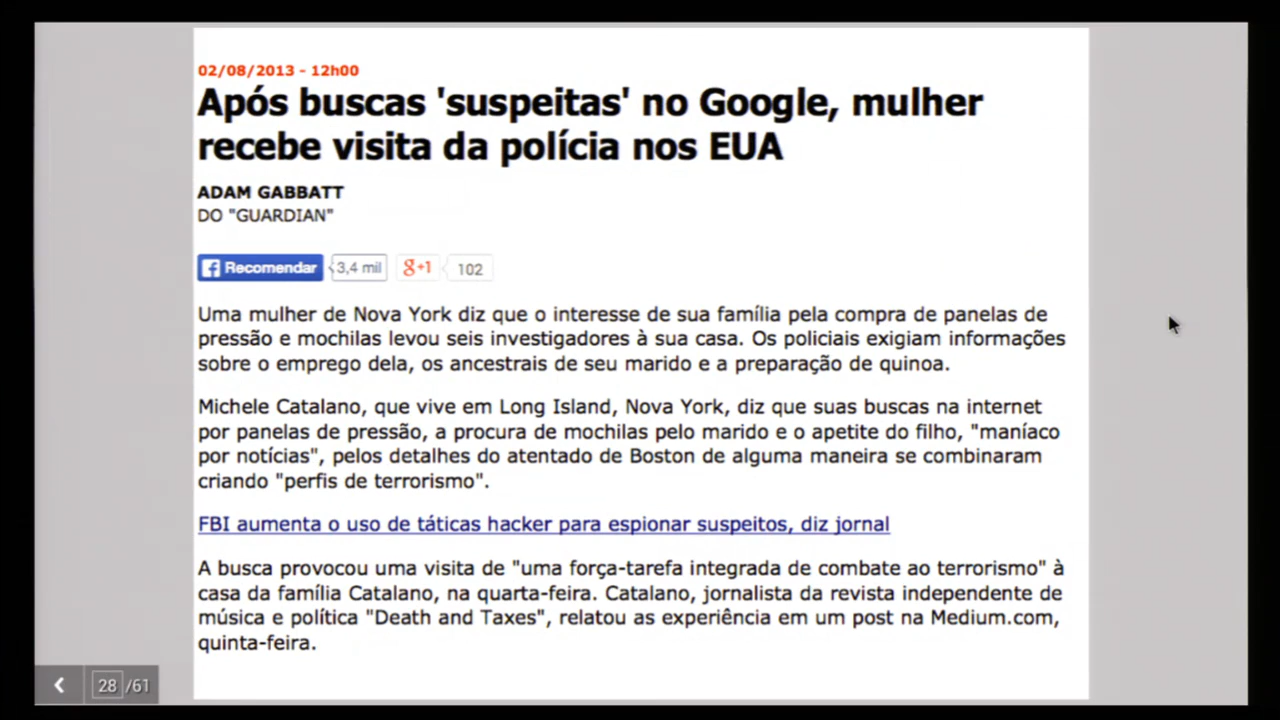 02/08/2013 - 12h00
Após buscas 'suspeitas' no Google, mulher
recebe visita da polícia nos EUA
ADAM GABBATT
DO "GUARDIAN"
Recomendar 3,4 mil +1 102
Uma mulher de Nova York diz que o interesse de sua família pela compra de panelas de
pressão e mochilas levou seis investigadores à sua casa. Os policiais exigiam informações
sobre o emprego dela, os ancestrais de seu marido e a preparação de quinoa.
Michele Catalano, que vive em Long Island, Nova York, diz que suas buscas na internet
por panelas de pressão, a procura de mochilas pelo marido e o apetite do filho, "maníaco
por notícias", pelos detalhes do atentado de Boston de alguma maneira se combinaram
criando "perfis de terrorismo".
FBI aumenta o uso de táticas hacker para espionar suspeitos, diz jornal
A busca provocou uma visita de "uma força-tarefa integrada de combate ao terrorismo" à
casa da família Catalano, na quarta-feira. Catalano, jornalista da revista independente de
música e política "Death and Taxes", relatou as experiência em um post na Medium.com,
quinta-feira.
28 /61